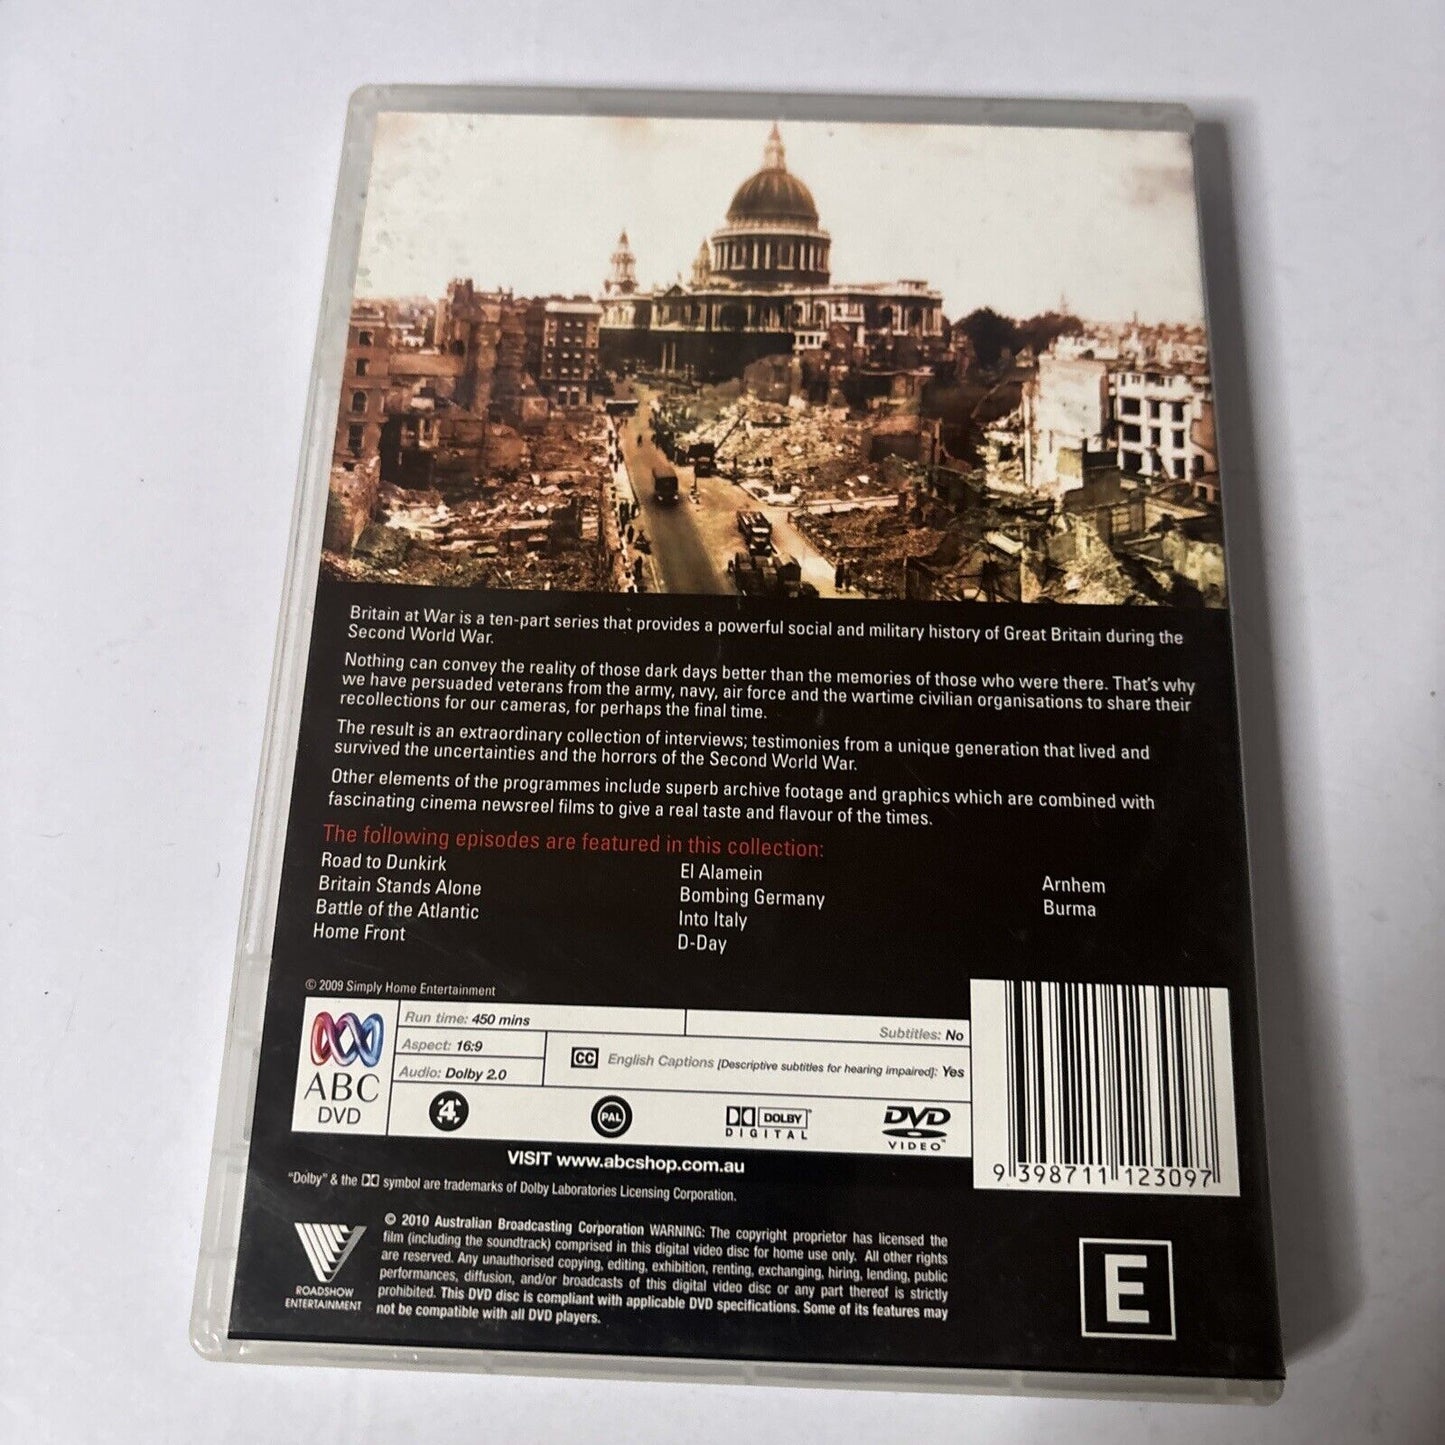 Britain at War is a ten-part series that provides a powerful social and military history of Great Britain during the
Second World War.
Nothing can convey the reality of those dark days better than the memories of those who were there. That's why
we have persuaded veterans from the army, navy, air force and the wartime civilian organisations to share their
recollections for our cameras, for perhaps the final time.
The result is an extraordinary collection of interviews; testimonies from a unique generation that lived and
survived the uncertainties and the horrors of the Second World War.
Other elements of the programmes include superb archive footage and graphics which are combined with
fascinating cinema newsreel films to give a real taste and flavour of the times.
The following episodes are featured in this collection:
Road to Dunkirk
Britain Stands Alone
Battle of the Atlantic
Home Front
El Alamein
Bombing Germany
Into Italy
D-Day
Arnhem
Burma
© 2009 Simply Home Entertainment
ABC
DVD
Run time: 450 mins
Subtitles: No
Aspect: 16:9
CC English Captions [Descriptive subtitles for hearing impaired]: Yes
Audio: Dolby 2.0
4
PAL
DOLBY
DIGITAL
DVD
VIDEO™
9 398711 123097
VISIT www.abcshop.com.au
"Dolby" & the DD symbol are trademarks of Dolby Laboratories Licensing Corporation.
ROADSHOW
ENTERTAINMENT
© 2010 Australian Broadcasting Corporation WARNING: The copyright proprietor has licensed the
film (including the soundtrack) comprised in this digital video disc for home use only. All other rights
are reserved. Any unauthorised copying, editing, exhibition, renting, exchanging, hiring, lending, public
performances, diffusion, and/or broadcasts of this digital video disc or any part thereof is strictly
prohibited. This DVD disc is compliant with applicable DVD specifications. Some of its features may
not be compatible with all DVD players.
E